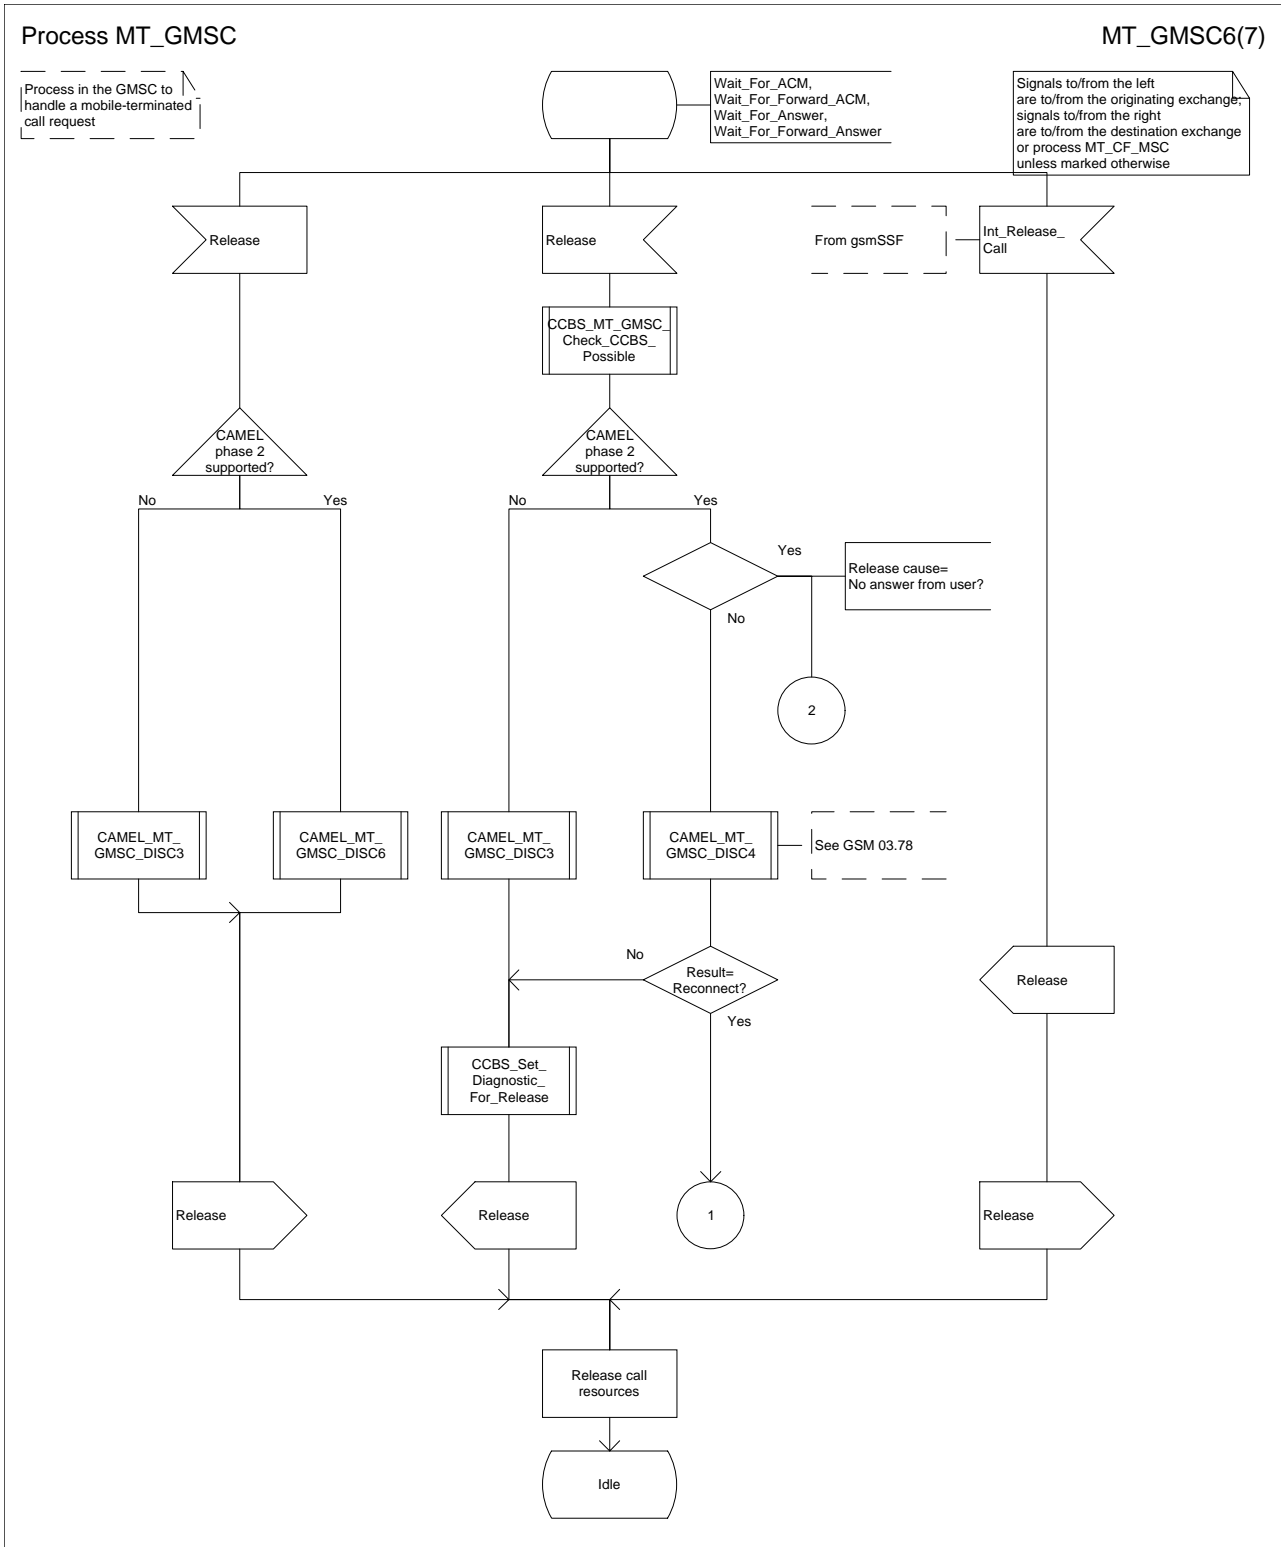 Process MT_GMSC
MT_GMSC6(7)
Process in the GMSC to
handle a mobile-terminated
call request
Wait_For_ACM,
Wait_For_Forward_ACM,
Wait_For_Answer,
Wait_For_Forward_Answer
Signals to/from the left
are to/from the originating exchange;
signals to/from the right
are to/from the destination exchange
or process MT_CF_MSC
unless marked otherwise
Release
Release
From gsmSSF
Int_Release_
Call
CCBS_MT_GMSC_
Check_CCBS_
Possible
CAMEL
phase 2
supported?
CAMEL
phase 2
supported?
No
Yes
No
Yes
Yes
Release cause=
No answer from user?
No
2
CAMEL_MT_
GMSC_DISC3
CAMEL_MT_
GMSC_DISC6
CAMEL_MT_
GMSC_DISC3
CAMEL_MT_
GMSC_DISC4
See GSM 03.78
No
Result=
Reconnect?
Yes
Release
CCBS_Set_
Diagnostic_
For_Release
Release
Release
1
Release
Release call
resources
Idle